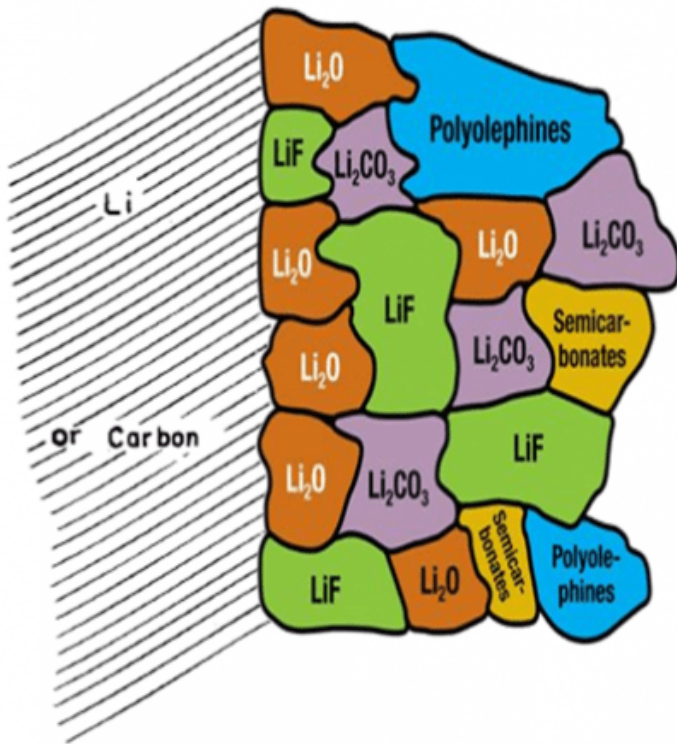 Li₂O
Polyolephines
LiF
Li₂CO₃
Li
Li₂O
Li₂O
Li₂CO₃
LiF
Semicar-
bonates
Li₂O
Li₂CO₃
or Carbon
LiF
Li₂O
Li₂CO₃
LiF
Li₂O
Semicar-
bonates
Polyole-
phines